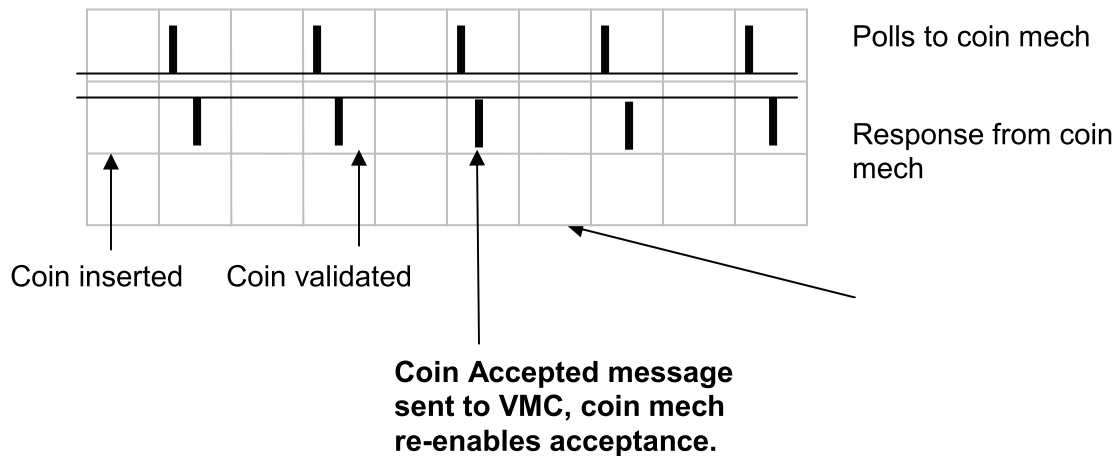 Polls to coin mech
Response from coin
mech
Coin inserted
Coin validated
Coin Accepted message
sent to VMC, coin mech
re-enables acceptance.